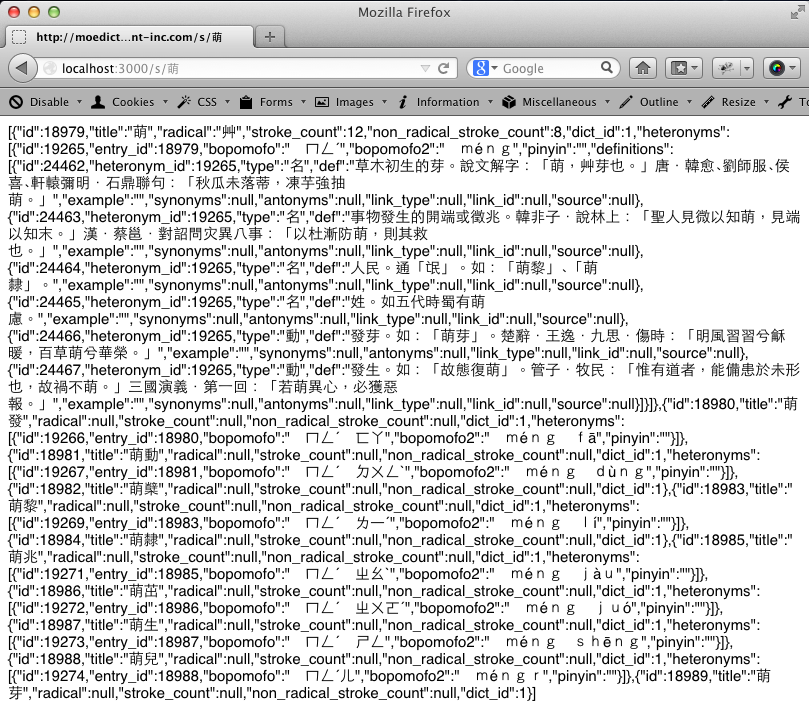 Mozilla Firefox
http://moedict...nt-inc.com/s/萌
localhost:3000/s/萌
Google
Disable Cookies CSS Forms Images Information Miscellaneous Outline Resize To
[{"id":18979,"title":"萌","radical":"艸","stroke_count":12,"non_radical_stroke_count":8,"dict_id":1,"heteronyms":
[{"id":19265,"entry_id":18979,"bopomofo":"　ㄇㄥˊ","bopomofo2":"　ｍéｎｇ","pinyin":"","definitions":
[{"id":24462,"heteronym_id":19265,"type":"名","def":"草木初生的芽。說文解字：「萌，艸芽也。」唐．韓愈、劉師服、侯
喜、軒轅彌明．石鼎聯句：「秋瓜未落蒂，凍芋強抽
萌。」","example":"","synonyms":null,"antonyms":null,"link_type":null,"link_id":null,"source":null},
{"id":24463,"heteronym_id":19265,"type":"名","def":"事物發生的開端或徵兆。韓非子．說林上：「聖人見微以知萌，見端
以知末。」漢．蔡邕．對詔問灾異八事：「以杜漸防萌，則其救
也。」","example":"","synonyms":null,"antonyms":null,"link_type":null,"link_id":null,"source":null},
{"id":24464,"heteronym_id":19265,"type":"名","def":"人民。通「氓」。如：「萌黎」、「萌
隸」。","example":"","synonyms":null,"antonyms":null,"link_type":null,"link_id":null,"source":null},
{"id":24465,"heteronym_id":19265,"type":"名","def":"姓。如五代時蜀有萌
慮。","example":"","synonyms":null,"antonyms":null,"link_type":null,"link_id":null,"source":null},
{"id":24466,"heteronym_id":19265,"type":"動","def":"發芽。如：「萌芽」。楚辭．王逸．九思．傷時：「明風習習兮龢
暖，百草萌兮華榮。」","example":"","synonyms":null,"antonyms":null,"link_type":null,"link_id":null,"source":null},
{"id":24467,"heteronym_id":19265,"type":"動","def":"發生。如：「故態復萌」。管子．牧民：「惟有道者，能備患於未形
也，故禍不萌。」三國演義．第一回：「若萌異心，必獲惡
報。」","example":"","synonyms":null,"antonyms":null,"link_type":null,"link_id":null,"source":null}]}]},{"id":18980,"title":"萌
發","radical":null,"stroke_count":null,"non_radical_stroke_count":null,"dict_id":1,"heteronyms":
[{"id":19266,"entry_id":18980,"bopomofo":"　ㄇㄥˊ　ㄈㄚ","bopomofo2":"　ｍéｎｇ　ｆā","pinyin":""}]},
{"id":18981,"title":"萌動","radical":null,"stroke_count":null,"non_radical_stroke_count":null,"dict_id":1,"heteronyms":
[{"id":19267,"entry_id":18981,"bopomofo":"　ㄇㄥˊ　ㄉㄨㄥˋ","bopomofo2":"　ｍéｎｇ　ｄùｎｇ","pinyin":""}]},
{"id":18982,"title":"萌櫱","radical":null,"stroke_count":null,"non_radical_stroke_count":null,"dict_id":1},{"id":18983,"title":"
萌黎","radical":null,"stroke_count":null,"non_radical_stroke_count":null,"dict_id":1,"heteronyms":
[{"id":19269,"entry_id":18983,"bopomofo":"　ㄇㄥˊ　ㄌㄧˊ","bopomofo2":"　ｍéｎｇ　ｌí","pinyin":""}]},
{"id":18984,"title":"萌隸","radical":null,"stroke_count":null,"non_radical_stroke_count":null,"dict_id":1},{"id":18985,"title":"
萌兆","radical":null,"stroke_count":null,"non_radical_stroke_count":null,"dict_id":1,"heteronyms":
[{"id":19271,"entry_id":18985,"bopomofo":"　ㄇㄥˊ　ㄓㄠˋ","bopomofo2":"　ｍéｎｇ　ｊàｕ","pinyin":""}]},
{"id":18986,"title":"萌茁","radical":null,"stroke_count":null,"non_radical_stroke_count":null,"dict_id":1,"heteronyms":
[{"id":19272,"entry_id":18986,"bopomofo":"　ㄇㄥˊ　ㄓㄨㄛˊ","bopomofo2":"　ｍéｎｇ　ｊｕó","pinyin":""}]},
{"id":18987,"title":"萌生","radical":null,"stroke_count":null,"non_radical_stroke_count":null,"dict_id":1,"heteronyms":
[{"id":19273,"entry_id":18987,"bopomofo":"　ㄇㄥˊ　ㄕㄥ","bopomofo2":"　ｍéｎｇ　ｓｈēｎｇ","pinyin":""}]},
{"id":18988,"title":"萌兒","radical":null,"stroke_count":null,"non_radical_stroke_count":null,"dict_id":1,"heteronyms":
[{"id":19274,"entry_id":18988,"bopomofo":"　ㄇㄥˊㄦ","bopomofo2":"　ｍéｎｇｒ","pinyin":""}]},{"id":18989,"title":"萌
芽","radical":null,"stroke_count":null,"non_radical_stroke_count":null,"dict_id":1}]